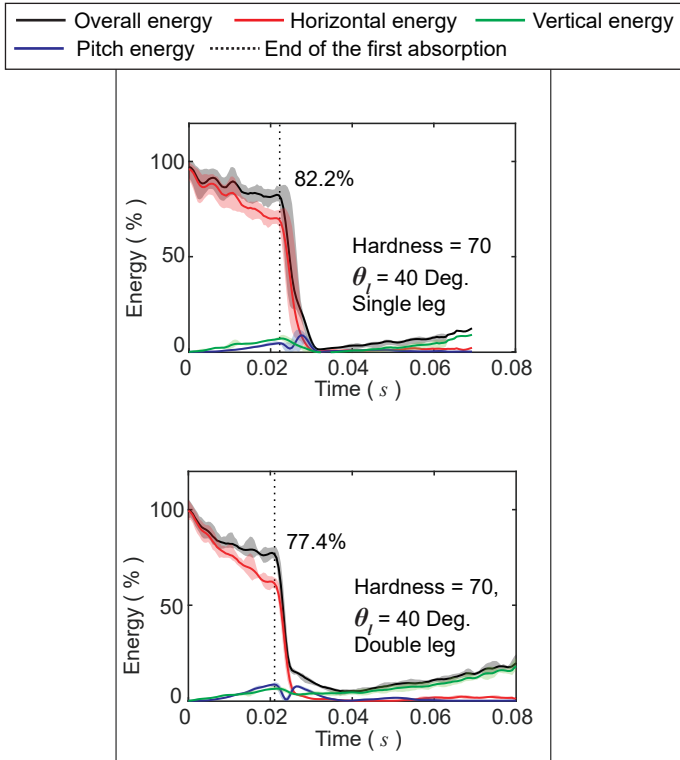 Overall energy Horizontal energy Vertical energy
Pitch energy End of the first absorption
100
82.2%
Energy ( % )
Hardness = 70
50
θl = 40 Deg.
Single leg
0
0 0.02 0.04 0.06 0.08
Time ( s )
100
77.4%
Energy ( % )
Hardness = 70,
50
θl = 40 Deg.
Double leg
0
0 0.02 0.04 0.06 0.08
Time ( s )